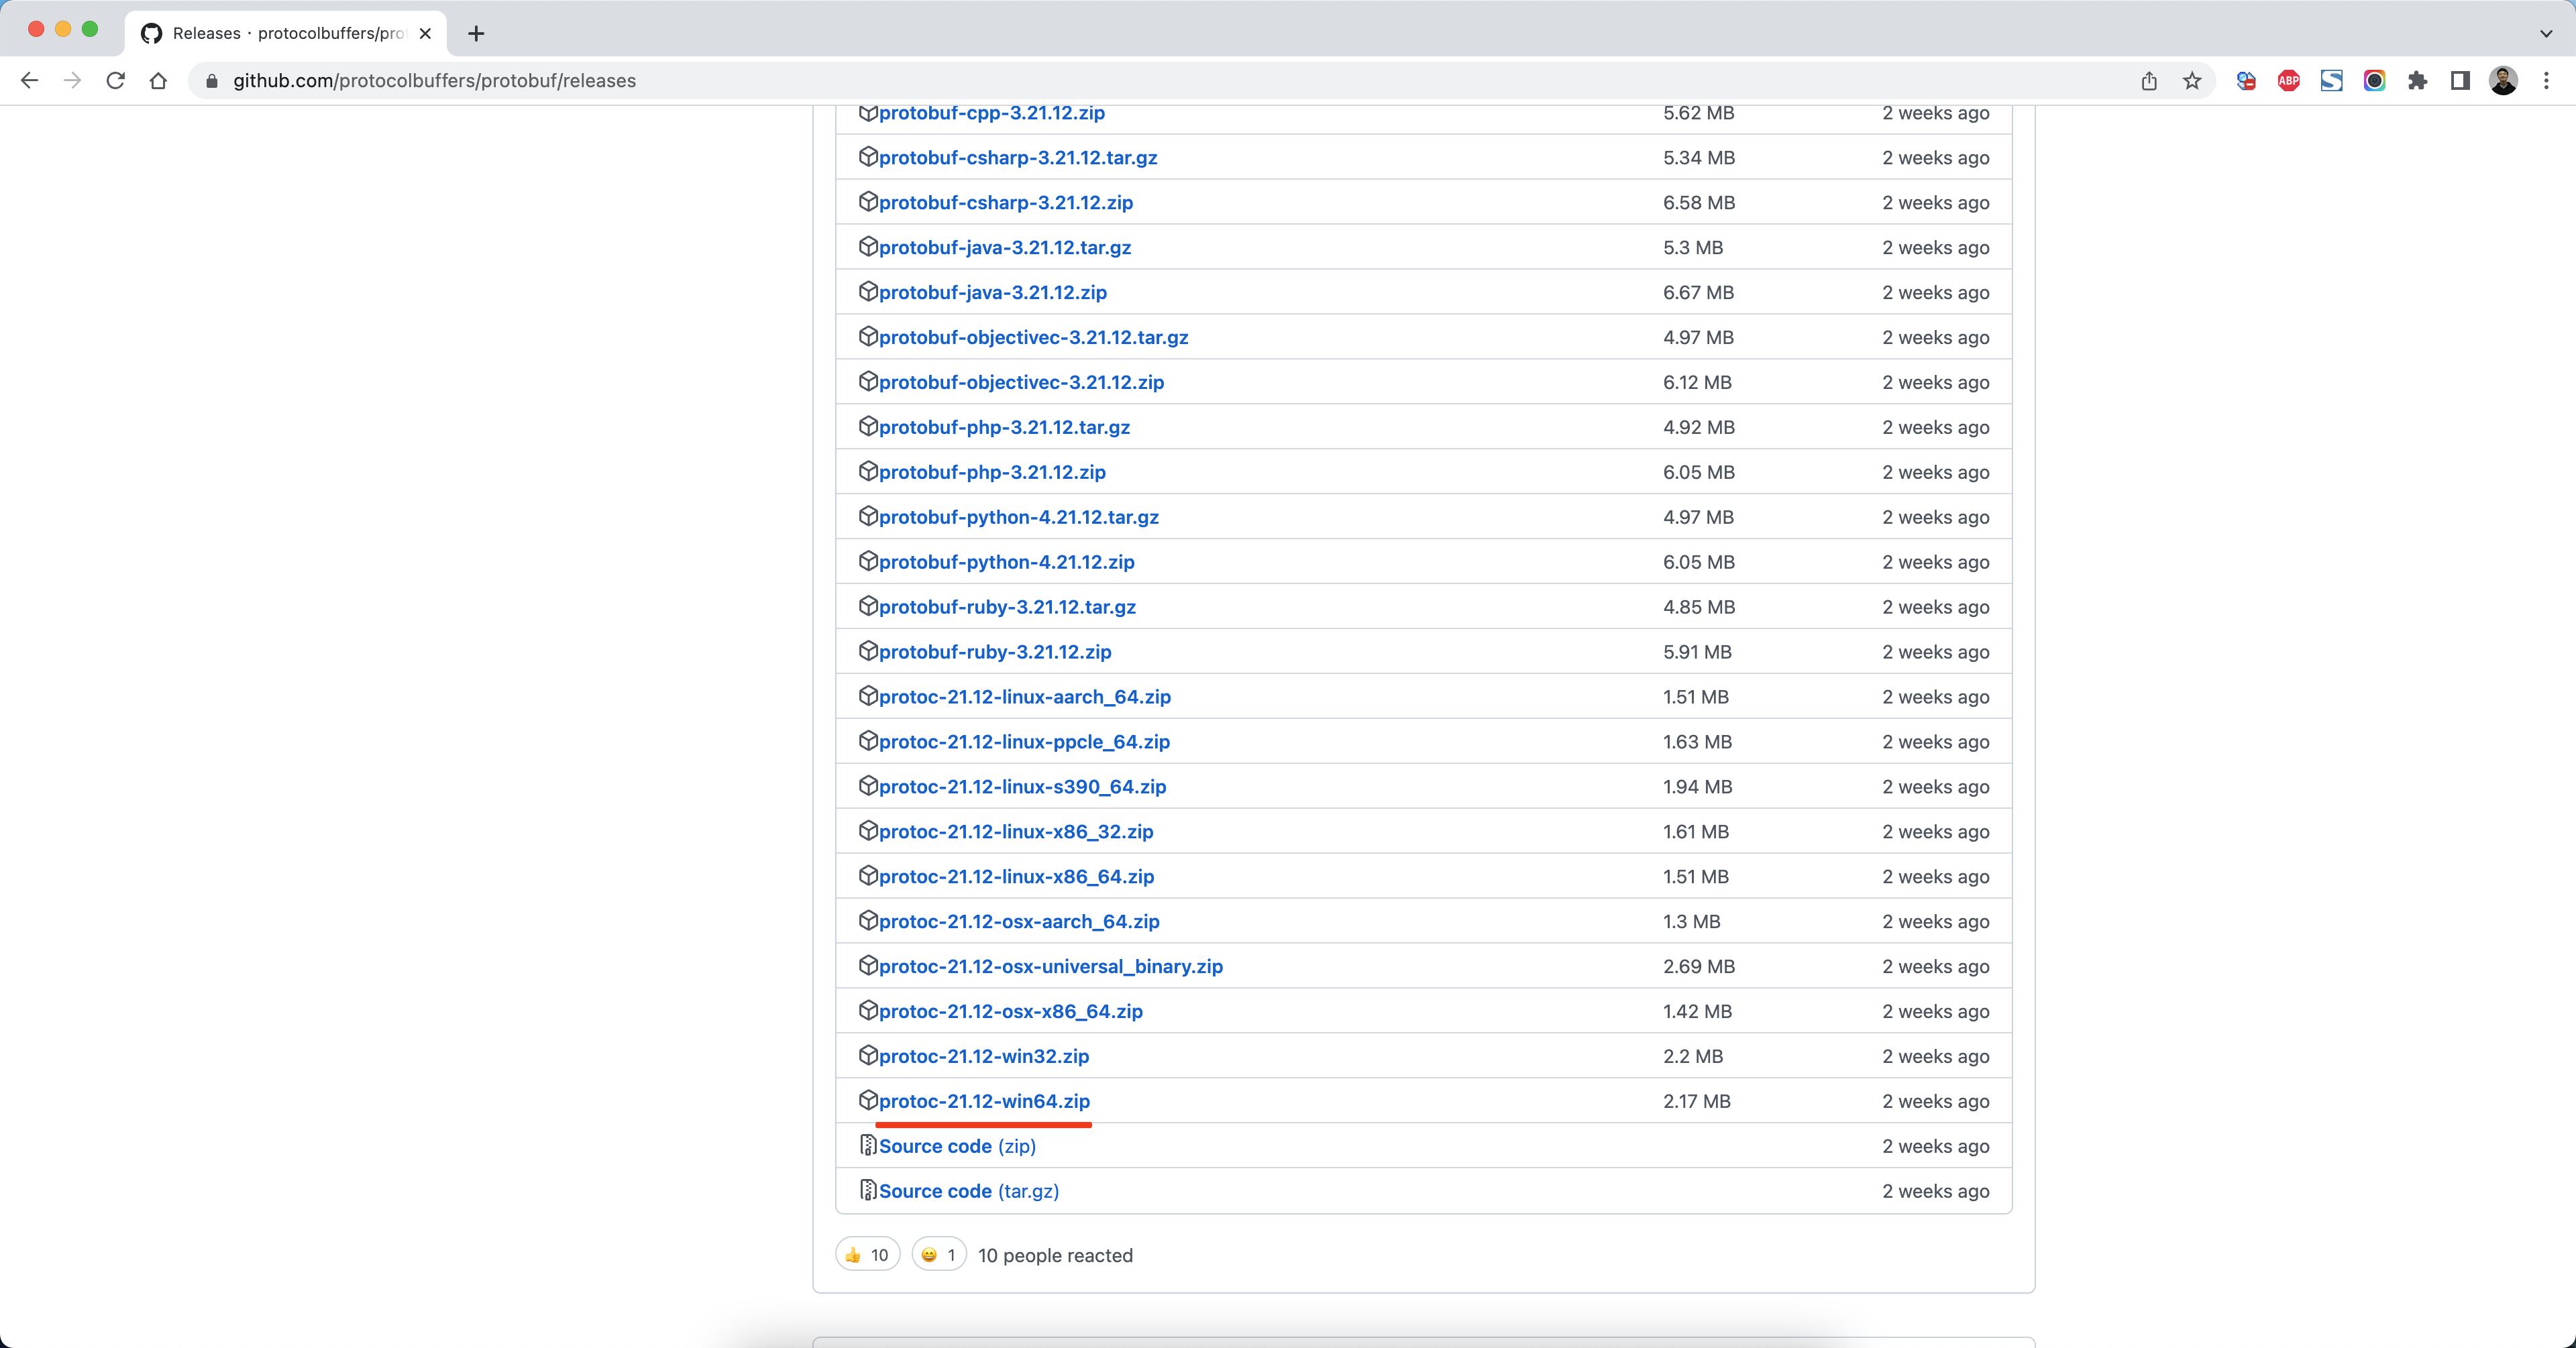 Releases · protocolbuffers/pro
github.com/protocolbuffers/protobuf/releases
ABP
protobuf-cpp-3.21.12.zip 5.62 MB 2 weeks ago
protobuf-csharp-3.21.12.tar.gz 5.34 MB 2 weeks ago
protobuf-csharp-3.21.12.zip 6.58 MB 2 weeks ago
protobuf-java-3.21.12.tar.gz 5.3 MB 2 weeks ago
protobuf-java-3.21.12.zip 6.67 MB 2 weeks ago
protobuf-objectivec-3.21.12.tar.gz 4.97 MB 2 weeks ago
protobuf-objectivec-3.21.12.zip 6.12 MB 2 weeks ago
protobuf-php-3.21.12.tar.gz 4.92 MB 2 weeks ago
protobuf-php-3.21.12.zip 6.05 MB 2 weeks ago
protobuf-python-4.21.12.tar.gz 4.97 MB 2 weeks ago
protobuf-python-4.21.12.zip 6.05 MB 2 weeks ago
protobuf-ruby-3.21.12.tar.gz 4.85 MB 2 weeks ago
protobuf-ruby-3.21.12.zip 5.91 MB 2 weeks ago
protoc-21.12-linux-aarch_64.zip 1.51 MB 2 weeks ago
protoc-21.12-linux-ppcle_64.zip 1.63 MB 2 weeks ago
protoc-21.12-linux-s390_64.zip 1.94 MB 2 weeks ago
protoc-21.12-linux-x86_32.zip 1.61 MB 2 weeks ago
protoc-21.12-linux-x86_64.zip 1.51 MB 2 weeks ago
protoc-21.12-osx-aarch_64.zip 1.3 MB 2 weeks ago
protoc-21.12-osx-universal_binary.zip 2.69 MB 2 weeks ago
protoc-21.12-osx-x86_64.zip 1.42 MB 2 weeks ago
protoc-21.12-win32.zip 2.2 MB 2 weeks ago
protoc-21.12-win64.zip 2.17 MB 2 weeks ago
Source code (zip) 2 weeks ago
Source code (tar.gz) 2 weeks ago
10 1 10 people reacted